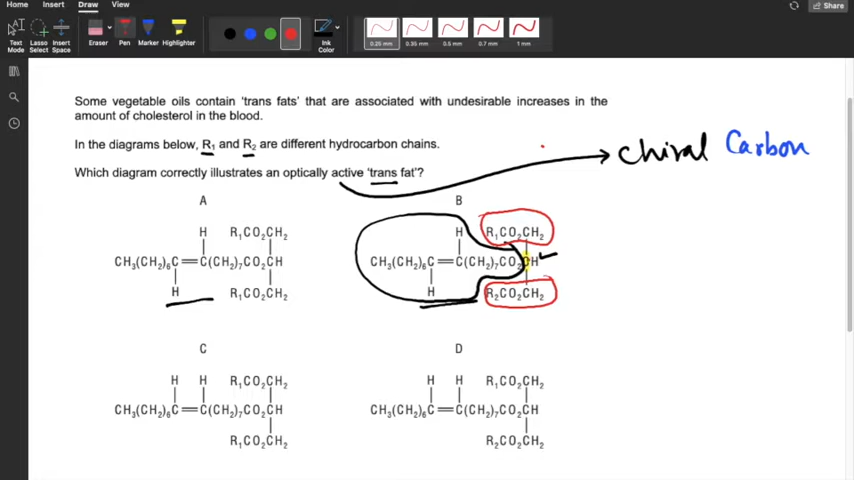 Home Insert Draw View
Share
Text Mode
Lasso Select
Insert Space
Eraser
Pen
Marker
Highlighter
Ink Color
0.25 mm
0.35 mm
0.5 mm
0.7 mm
1 mm
Some vegetable oils contain ‘trans fats’ that are associated with undesirable increases in the
amount of cholesterol in the blood.
In the diagrams below, R₁ and R₂ are different hydrocarbon chains.
Which diagram correctly illustrates an optically active ‘trans fat’?
chiral Carbon
A
H R₁CO₂CH₂
CH₃(CH₂)₆C=C(CH₂)₇CO₂CH
H R₁CO₂CH₂
B
H R₁CO₂CH₂
CH₃(CH₂)₆C=C(CH₂)₇CO₂CH
H R₂CO₂CH₂
C
H H R₁CO₂CH₂
CH₃(CH₂)₆C=C(CH₂)₇CO₂CH
R₁CO₂CH₂
D
H H R₁CO₂CH₂
CH₃(CH₂)₆C=C(CH₂)₇CO₂CH
R₂CO₂CH₂